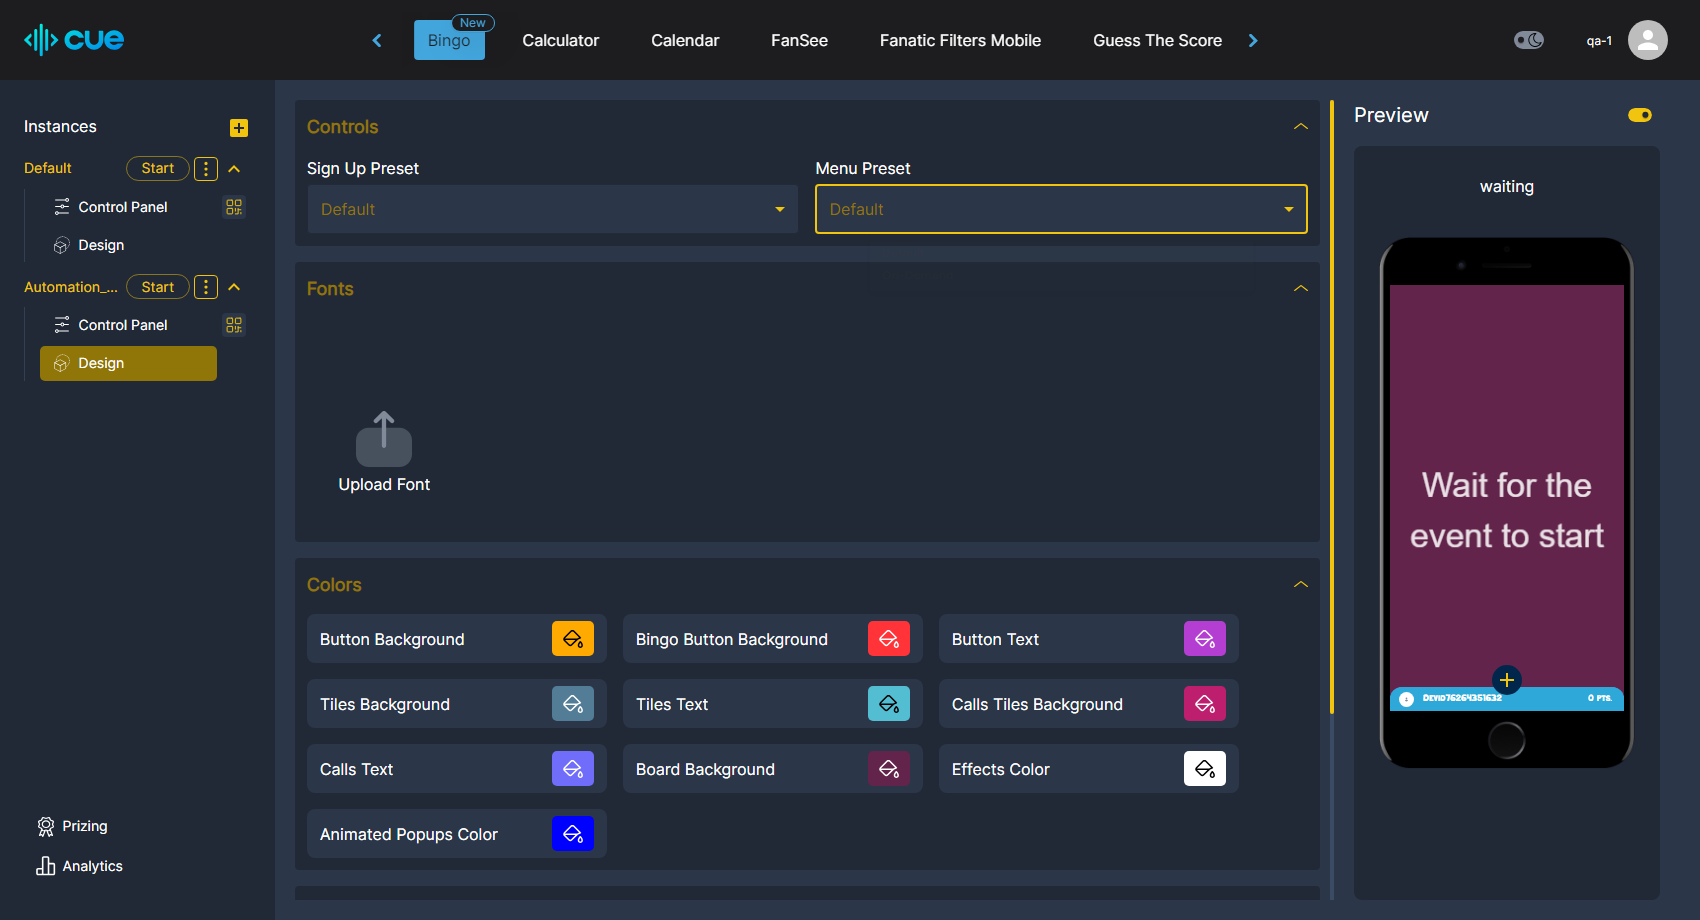 cue
New
Bingo
Calculator
Calendar
FanSee
Fanatic Filters Mobile
Guess The Score
qa-1
Instances
Default
Start
Control Panel
Design
Automation_...
Start
Control Panel
Design
Prizing
Analytics
Controls
Sign Up Preset
Menu Preset
Default
Default
Fonts
Upload Font
Colors
Button Background
Bingo Button Background
Button Text
Tiles Background
Tiles Text
Calls Tiles Background
Calls Text
Board Background
Effects Color
Animated Popups Color
Preview
waiting
Wait for the
event to start
DEVID76264351632
0 PTS.